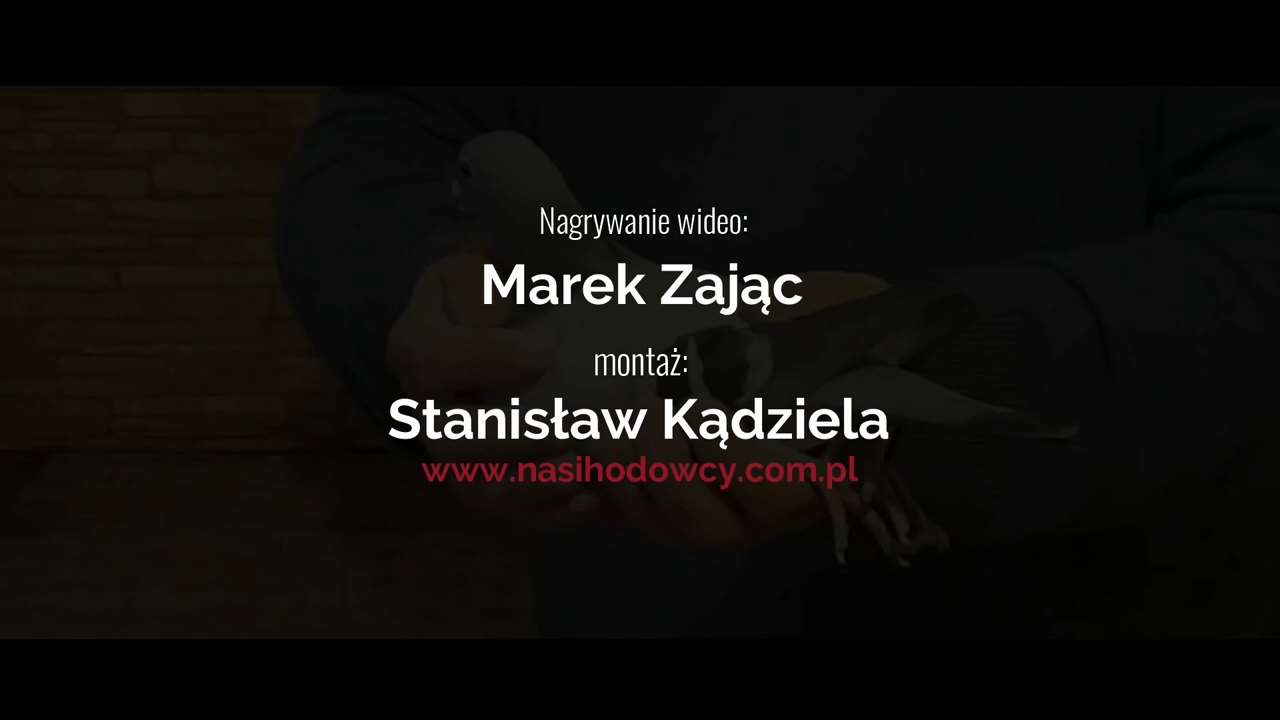 Nagrywanie wideo:
Marek Zając
montaż:
Stanisław Kądziela
www.nasihodowcy.com.pl